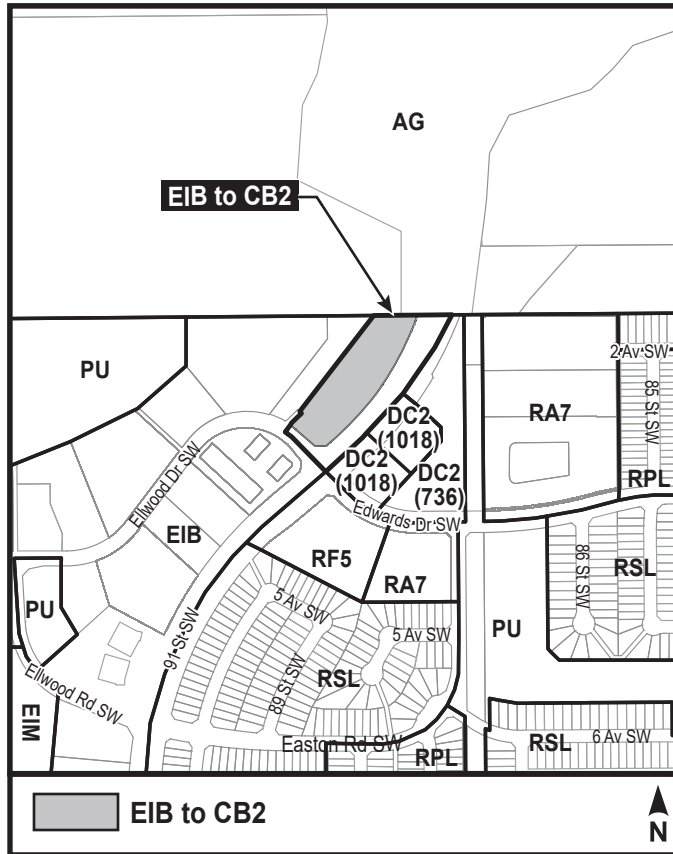 AG
EIB to CB2
PU
2 Av SW
85 St SW
RA7
DC2
(1018)
DC2
(1018)
DC2
(736)
RPL
Ellwood Dr SW
Edwards Dr SW
EIB
RF5
RA7
86 St SW
RSL
PU
PU
91 St SW
5 Av SW
5 Av SW
89 St SW
RSL
Ellwood Rd SW
EIM
Easton Rd SW
RPL
RSL
6 Av SW
EIB to CB2
N